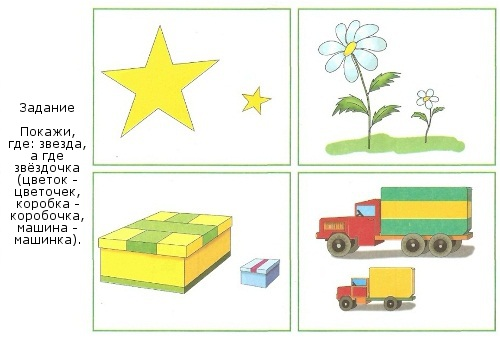 Задание
Покажи,
где: звезда,
а где
звёздочка
(цветок -
цветочек,
коробка -
коробочка,
машина -
машинка).